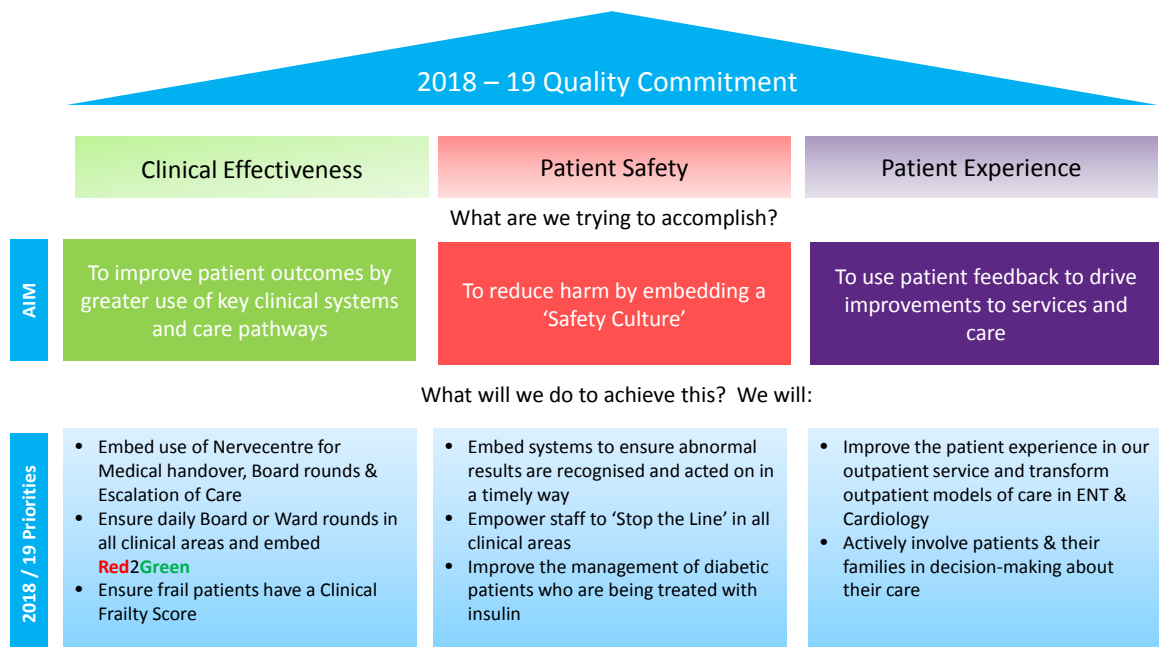 2018 – 19 Quality Commitment
Clinical Effectiveness
Patient Safety
Patient Experience
What are we trying to accomplish?
AIM
To improve patient outcomes by
greater use of key clinical systems
and care pathways
To reduce harm by embedding a
‘Safety Culture’
To use patient feedback to drive
improvements to services and
care
What will we do to achieve this?  We will:
2018 / 19 Priorities
• Embed use of Nervecentre for
Medical handover, Board rounds &
Escalation of Care
• Ensure daily Board or Ward rounds in
all clinical areas and embed
Red2Green
• Ensure frail patients have a Clinical
Frailty Score
• Embed systems to ensure abnormal
results are recognised and acted on in
a timely way
• Empower staff to ‘Stop the Line’ in all
clinical areas
• Improve the management of diabetic
patients who are being treated with
insulin
• Improve the patient experience in our
outpatient service and transform
outpatient models of care in ENT &
Cardiology
• Actively involve patients & their
families in decision-making about
their care